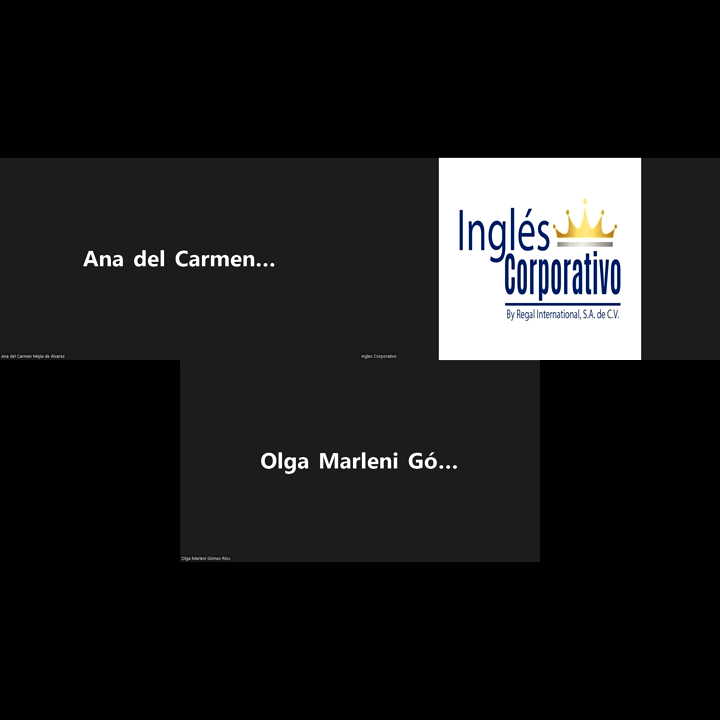 Ana del Carmen...
Inglés
Corporativo
By Regal International, S.A. de C.V.
Ana del Carmen Mejía de Álvarez
Ingles Corporativo
Olga Marleni Gó...
Olga Marleni Gómez Ríos